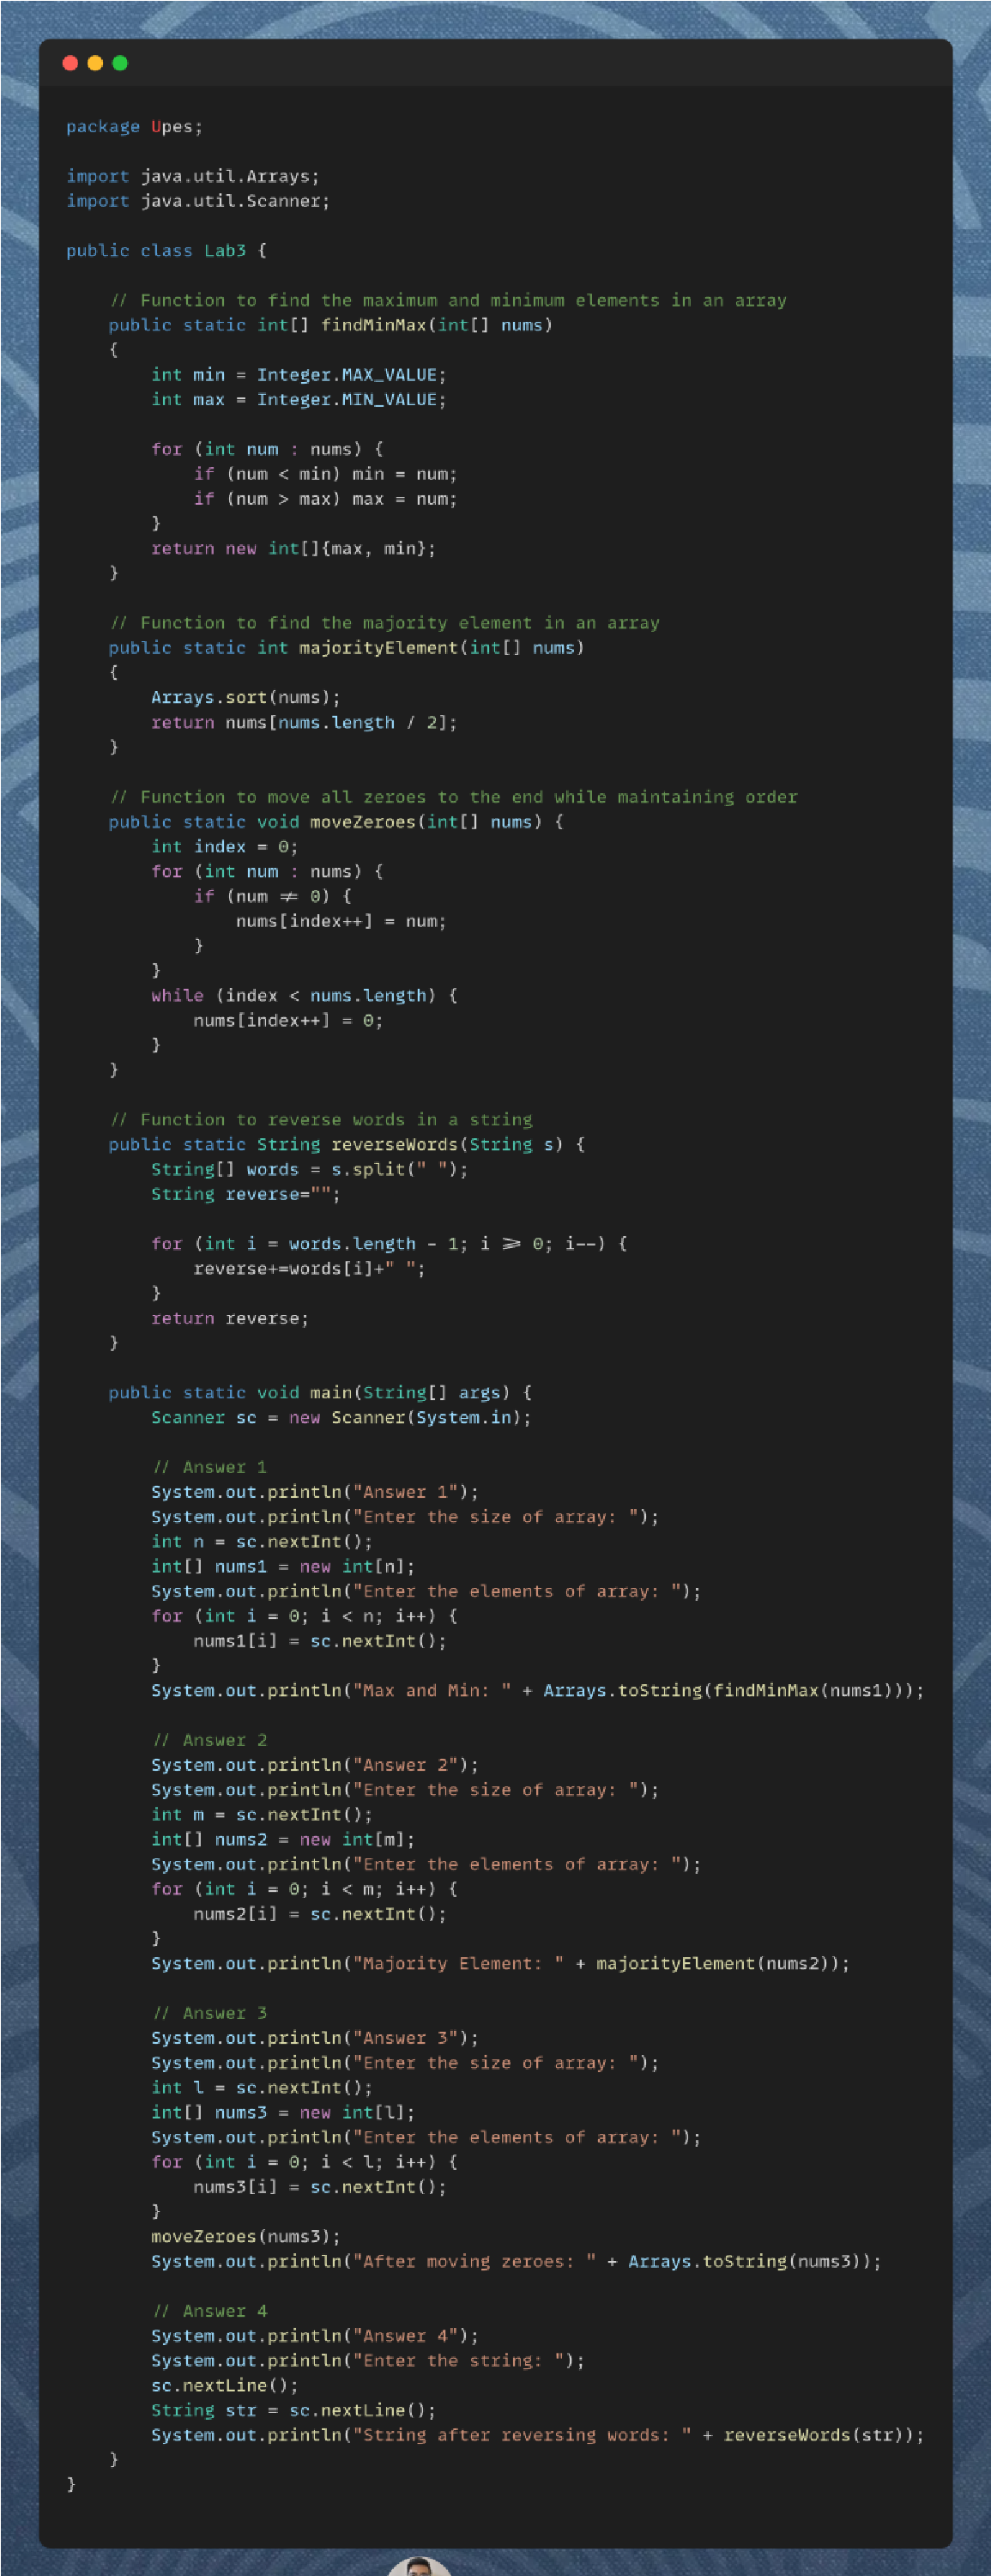 package Upes;
import java.util.Arrays;
import java.util.Scanner;
public class Lab3 {
// Function to find the maximum and minimum elements in an array
public static int[] findMinMax(int[] nums)
{
int min = Integer.MAX_VALUE;
int max = Integer.MIN_VALUE;
for (int num : nums) {
if (num < min) min = num;
if (num > max) max = num;
}
return new int[]{max, min};
}
// Function to find the majority element in an array
public static int majorityElement(int[] nums)
{
Arrays.sort(nums);
return nums[nums.length / 2];
}
// Function to move all zeroes to the end while maintaining order
public static void moveZeroes(int[] nums) {
int index = 0;
for (int num : nums) {
if (num ≠ 0) {
nums[index++] = num;
}
}
while (index < nums.length) {
nums[index++] = 0;
}
}
// Function to reverse words in a string
public static String reverseWords(String s) {
String[] words = s.split(" ");
String reverse="";
for (int i = words.length - 1; i ⩾ 0; i--) {
reverse+=words[i]+" ";
}
return reverse;
}
public static void main(String[] args) {
Scanner sc = new Scanner(System.in);
// Answer 1
System.out.println("Answer 1");
System.out.println("Enter the size of array: ");
int n = sc.nextInt();
int[] nums1 = new int[n];
System.out.println("Enter the elements of array: ");
for (int i = 0; i < n; i++) {
nums1[i] = sc.nextInt();
}
System.out.println("Max and Min: " + Arrays.toString(findMinMax(nums1)));
// Answer 2
System.out.println("Answer 2");
System.out.println("Enter the size of array: ");
int m = sc.nextInt();
int[] nums2 = new int[m];
System.out.println("Enter the elements of array: ");
for (int i = 0; i < m; i++) {
nums2[i] = sc.nextInt();
}
System.out.println("Majority Element: " + majorityElement(nums2));
// Answer 3
System.out.println("Answer 3");
System.out.println("Enter the size of array: ");
int l = sc.nextInt();
int[] nums3 = new int[l];
System.out.println("Enter the elements of array: ");
for (int i = 0; i < l; i++) {
nums3[i] = sc.nextInt();
}
moveZeroes(nums3);
System.out.println("After moving zeroes: " + Arrays.toString(nums3));
// Answer 4
System.out.println("Answer 4");
System.out.println("Enter the string: ");
sc.nextLine();
String str = sc.nextLine();
System.out.println("String after reversing words: " + reverseWords(str));
}
}